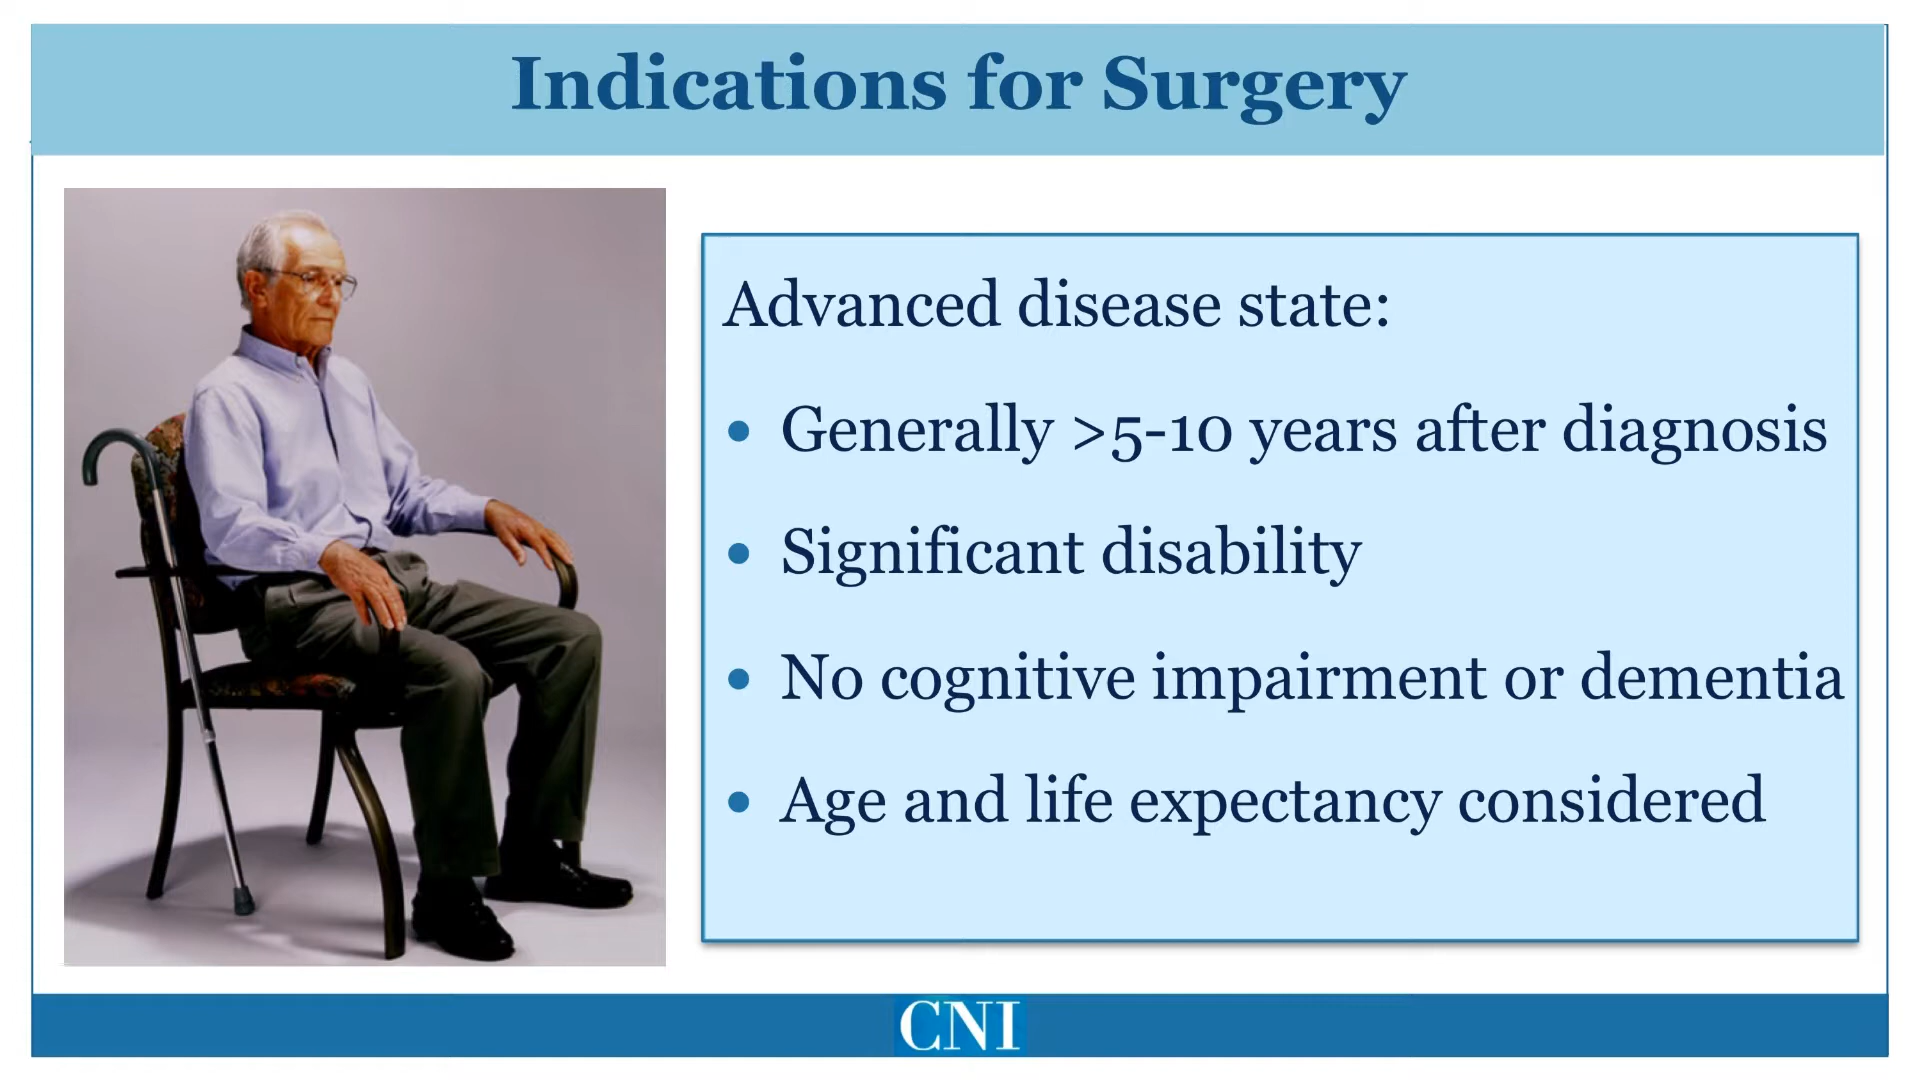 Indications for Surgery
Advanced disease state:
• Generally >5-10 years after diagnosis
• Significant disability
• No cognitive impairment or dementia
• Age and life expectancy considered
CNI